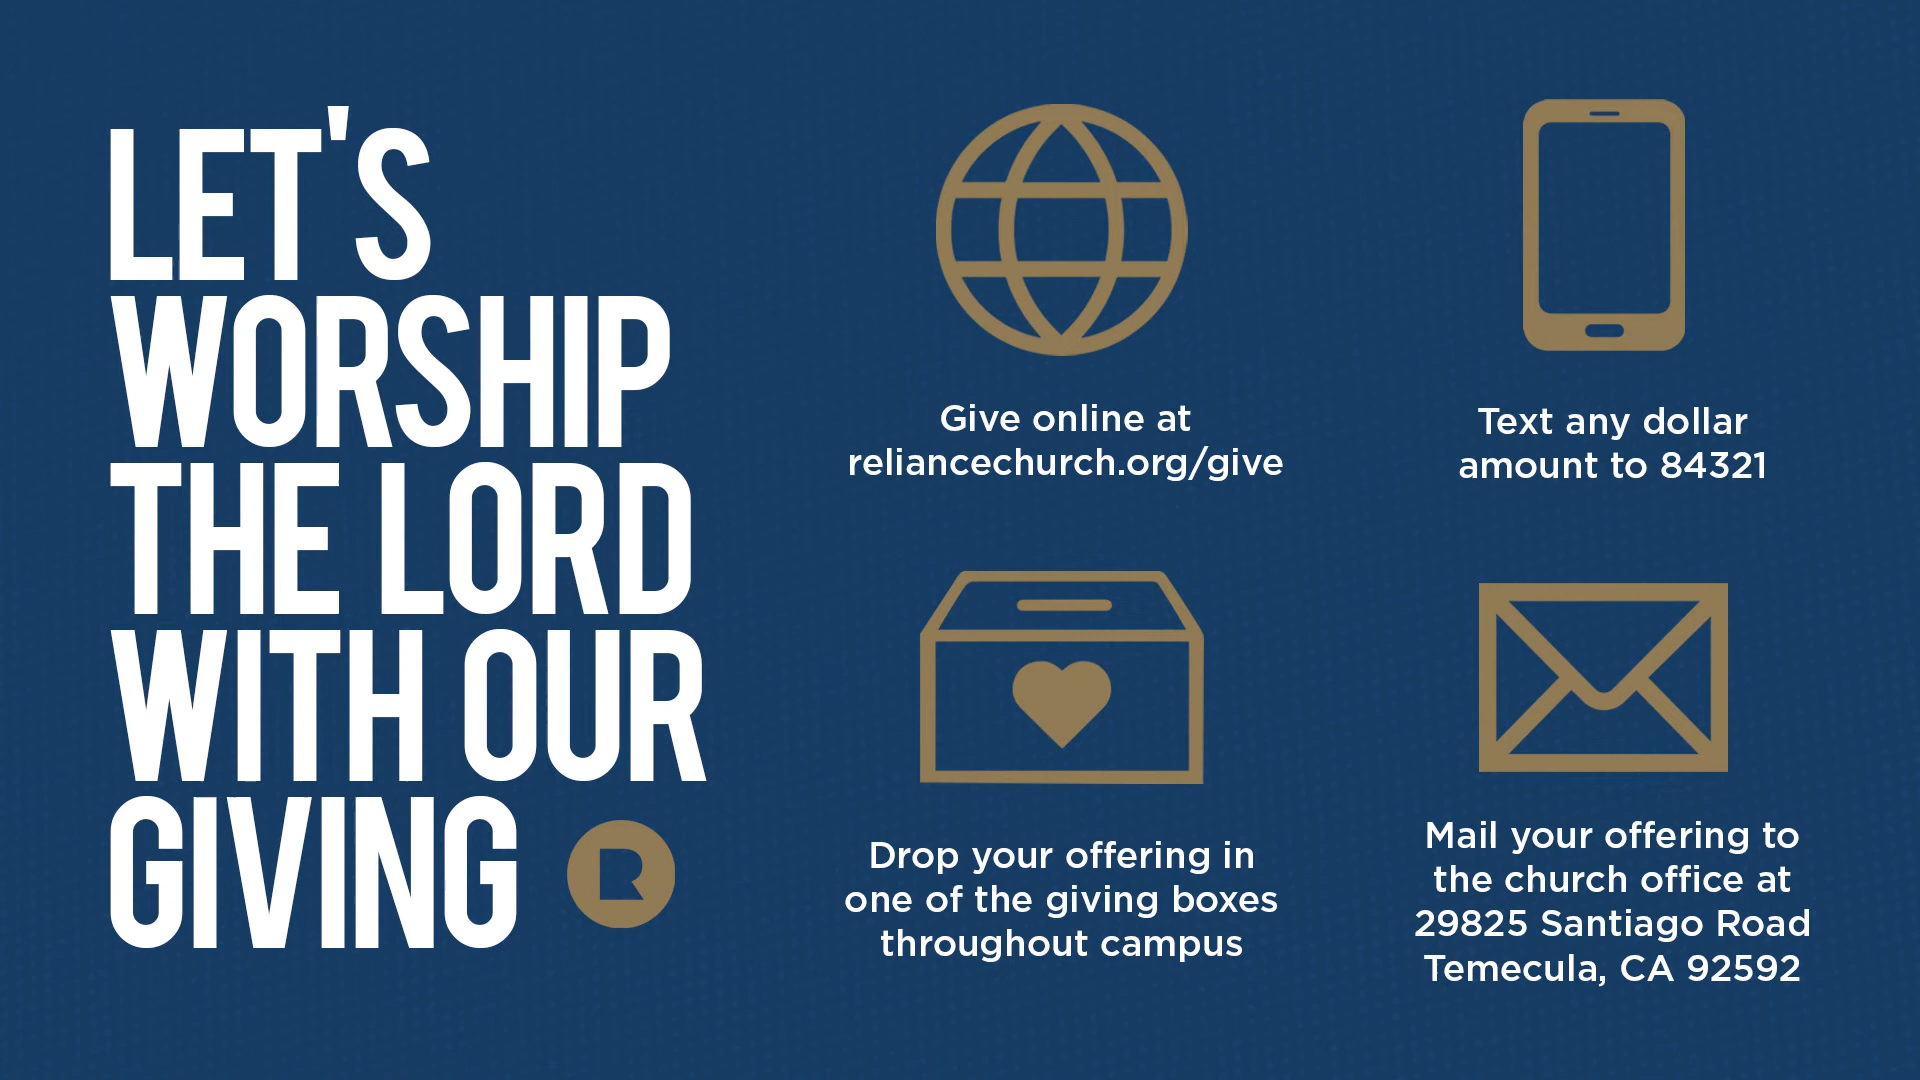 LET'S
WORSHIP
THE LORD
WITH OUR
GIVING
R
Give online at
reliancechurch.org/give
Text any dollar
amount to 84321
Drop your offering in
one of the giving boxes
throughout campus
Mail your offering to
the church office at
29825 Santiago Road
Temecula, CA 92592